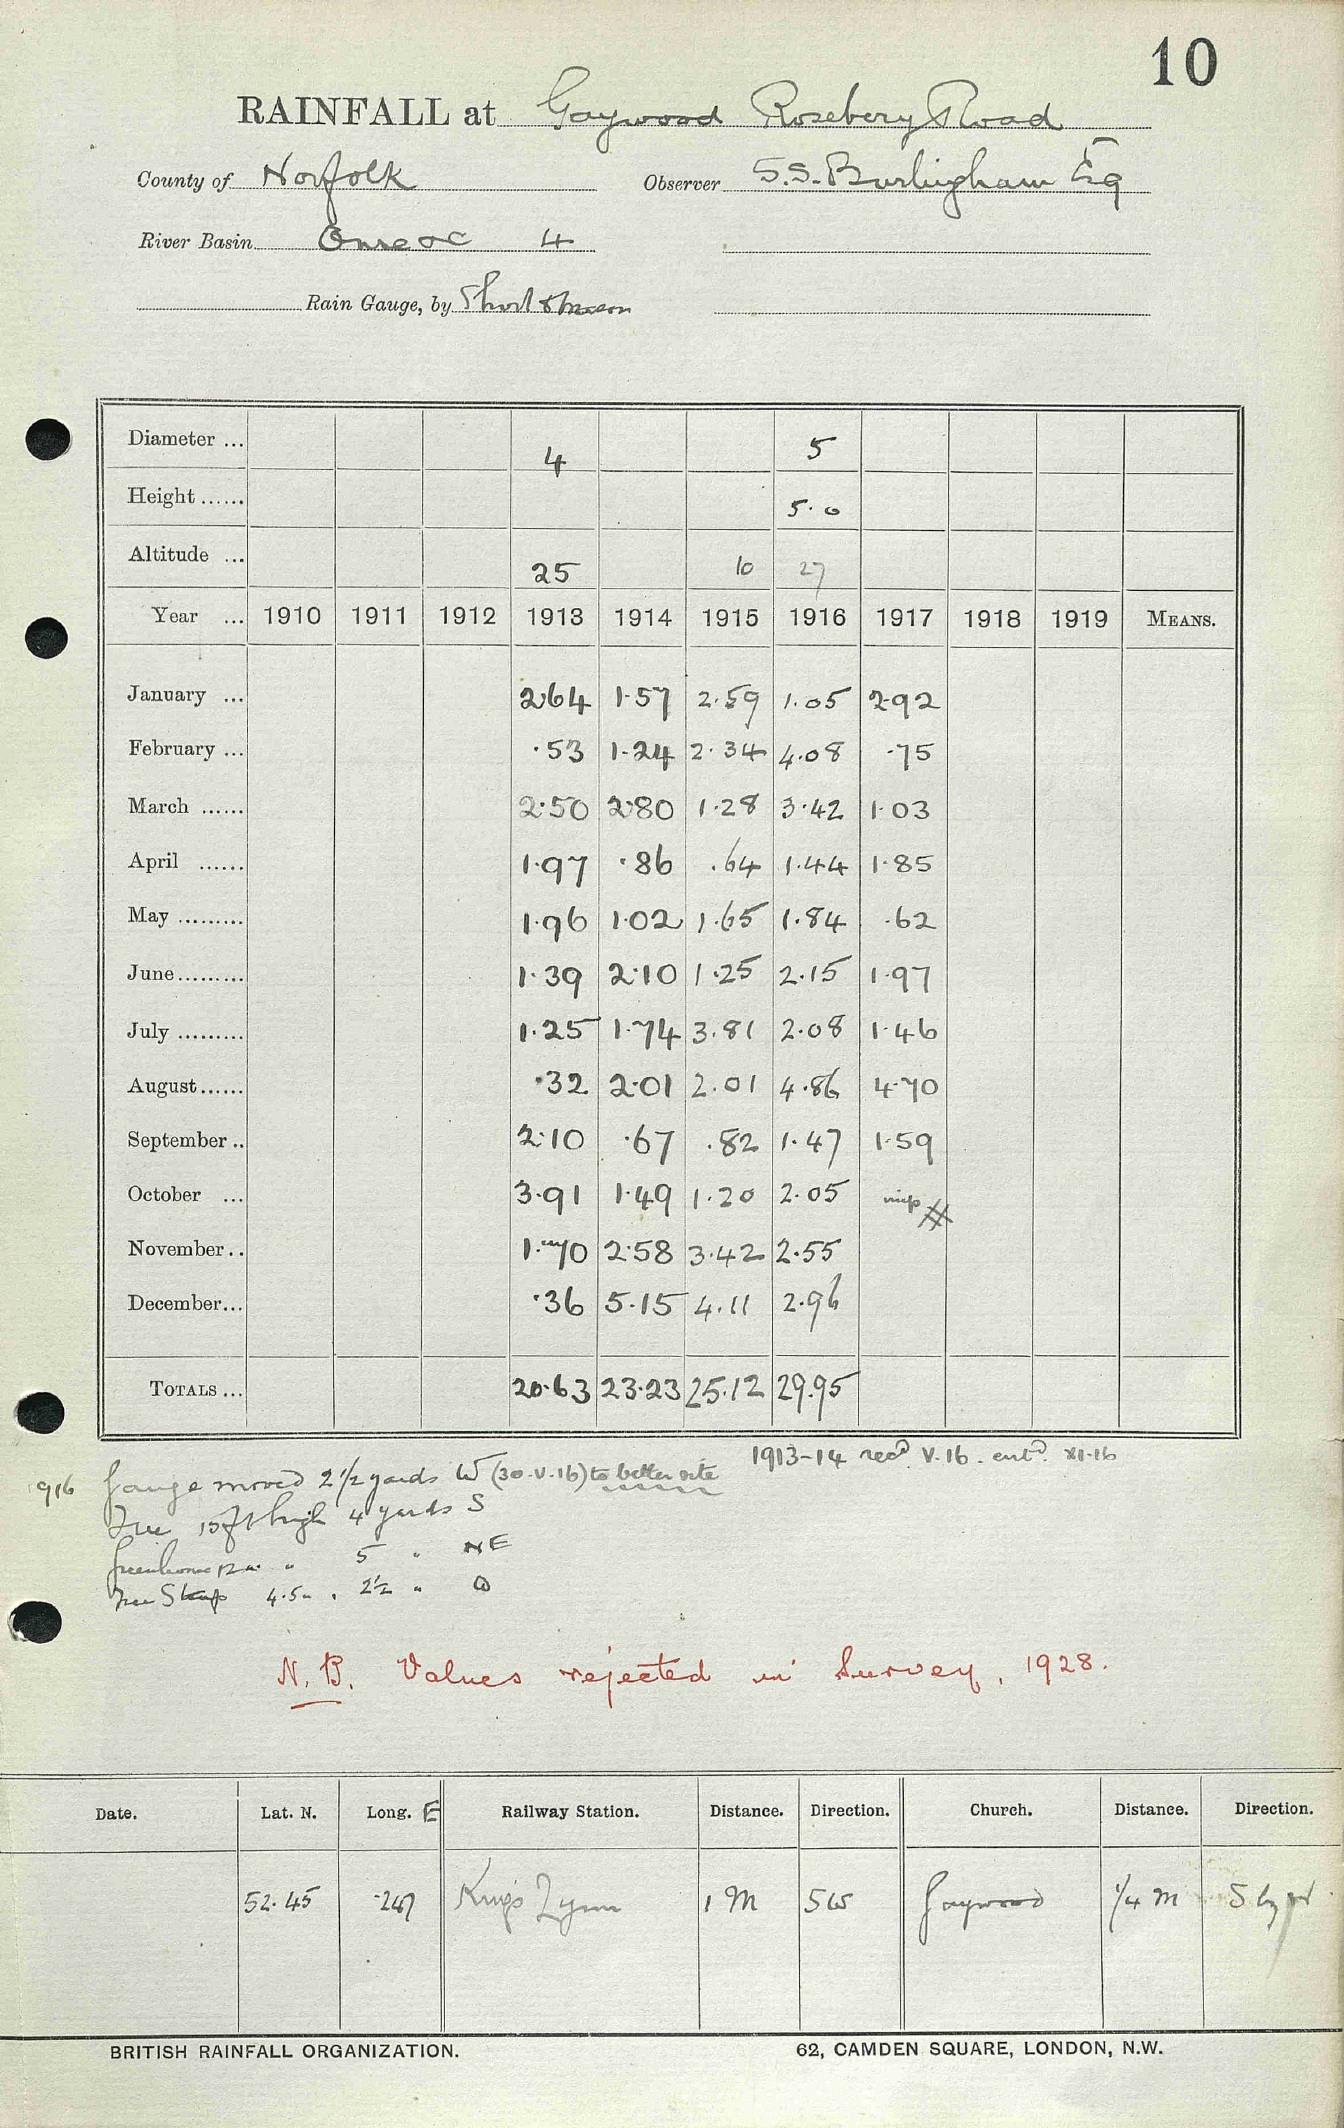 10
RAINFALL at Gaywood Rosebery Road
County of Norfolk Observer S.S. Burlingham Esq
River Basin 4
Rain Gauge, by Short & Mason
Diameter ... 4 5
Height ...... 5.0
Altitude ... 25 10 27
Year ... 1910 1911 1912 1913 1914 1915 1916 1917 1918 1919 MEANS.
January ... 2.64 1.57 2.59 1.05 2.92
February ... .53 1.24 2.34 4.08 .75
March ...... 2.50 2.80 1.28 3.42 1.03
April ...... 1.97 .86 .64 1.44 1.85
May ......... 1.96 1.02 1.65 1.84 .62
June......... 1.39 2.10 1.25 2.15 1.97
July ......... 1.25 1.74 3.81 2.08 1.46
August...... .32 2.01 2.01 4.86 4.70
September .. 2.10 .67 .82 1.47 1.59
October ... 3.91 1.49 1.20 2.05
November .. 1.70 2.58 3.42 2.55
December... .36 5.15 4.11 2.96
TOTALS ... 20.63 23.23 25.12 29.95
1913-14 recd V.16. entd. XI.16
1916 Gauge moved 2 1/2 yards W (30.V.16) to better site
Tree 15ft high 4 yards S
Greenhouse 12 " " 5 " NE
Tree Stump 4.5 " " 2 1/2 "
N.B. Values rejected in Survey, 1928.
Date. Lat. N. Long. E Railway Station. Distance. Direction. Church. Distance. Direction.
52.45 .247 Kings Lynn 1 M SW Gaywood 1/4 M S by W
BRITISH RAINFALL ORGANIZATION. 62, CAMDEN SQUARE, LONDON, N.W.